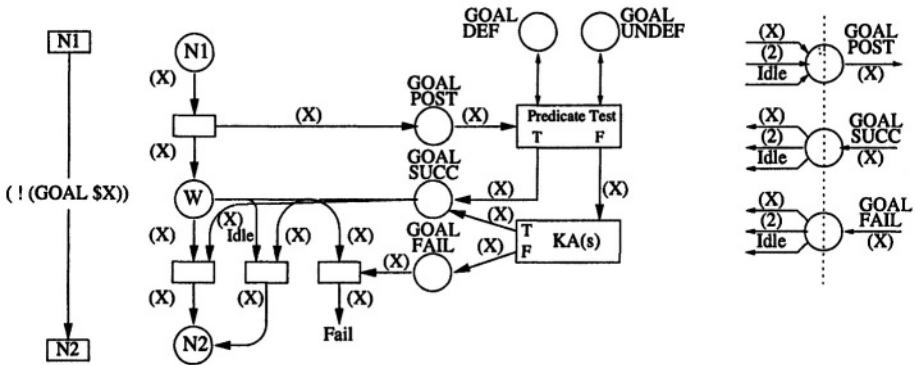 N1
( ! (GOAL $X))
N2
N1
(X)
(X)
(X)
W
(X)
(X)
Idle
(X)
(X)
(X)
(X)
(X)
N2
Fail
GOAL
DEF
GOAL
UNDEF
GOAL
POST
(X)
Predicate Test
T F
GOAL
SUCC
(X)
(X)
(X)
T
F
KA(s)
GOAL
FAIL
(X)
(X)
(X)
(2)
Idle
GOAL
POST
(X)
(X)
(2)
Idle
GOAL
SUCC
(X)
(X)
(2)
Idle
GOAL
FAIL
(X)